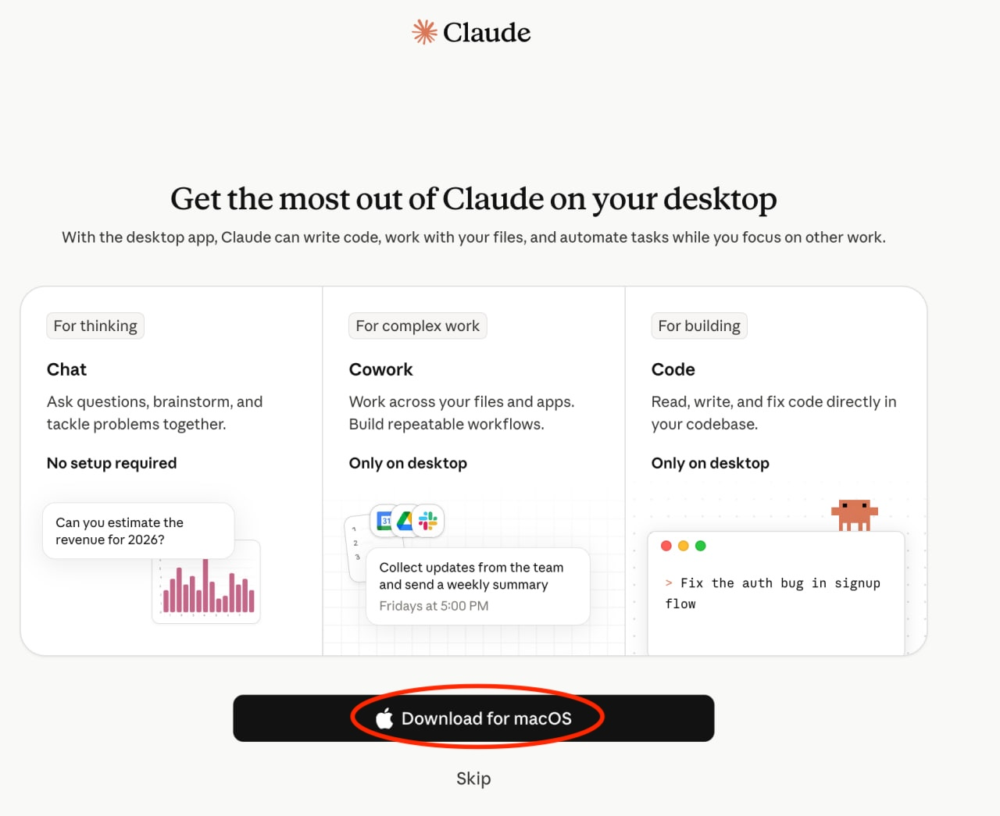 Claude
Get the most out of Claude on your desktop
With the desktop app, Claude can write code, work with your files, and automate tasks while you focus on other work.
For thinking
Chat
Ask questions, brainstorm, and
tackle problems together.
No setup required
Can you estimate the
revenue for 2026?
For complex work
Cowork
Work across your files and apps.
Build repeatable workflows.
Only on desktop
31
1
2
3
Collect updates from the team
and send a weekly summary
Fridays at 5:00 PM
For building
Code
Read, write, and fix code directly in
your codebase.
Only on desktop
> Fix the auth bug in signup
flow
Download for macOS
Skip